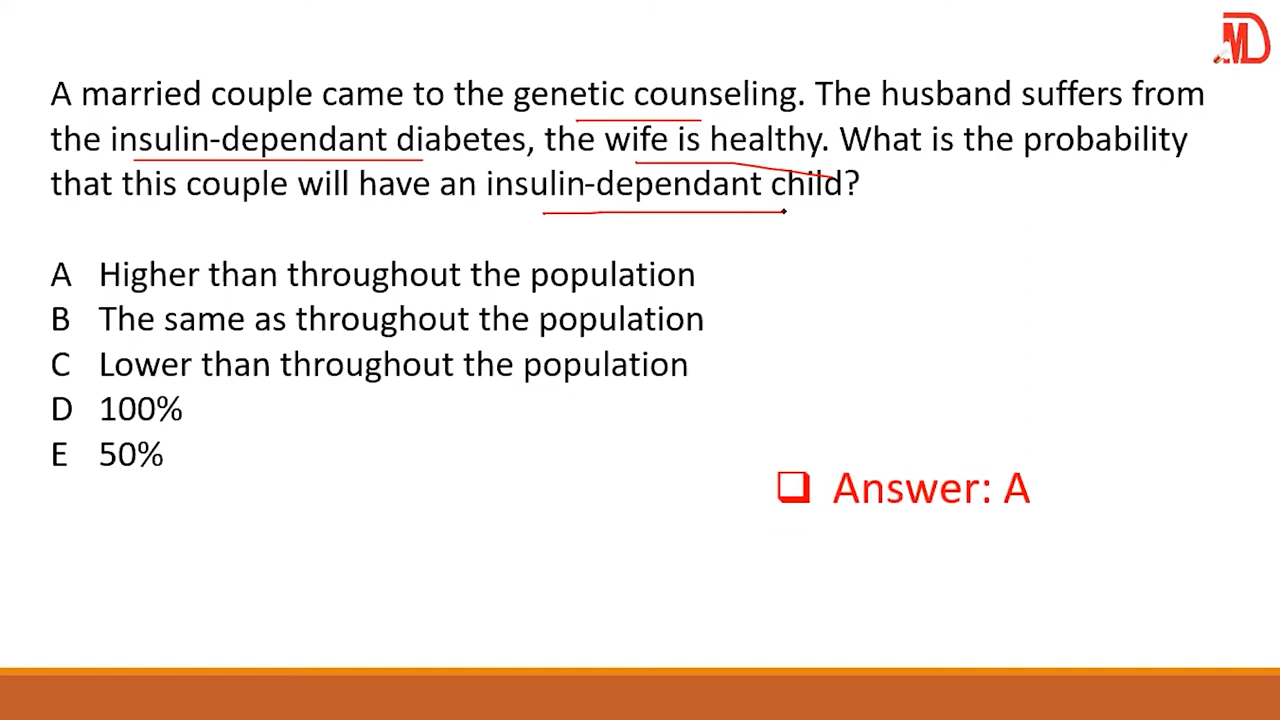 MD
A married couple came to the genetic counseling. The husband suffers from
the insulin-dependant diabetes, the wife is healthy. What is the probability
that this couple will have an insulin-dependant child?
A Higher than throughout the population
B The same as throughout the population
C Lower than throughout the population
D 100%
E 50%
Answer: A